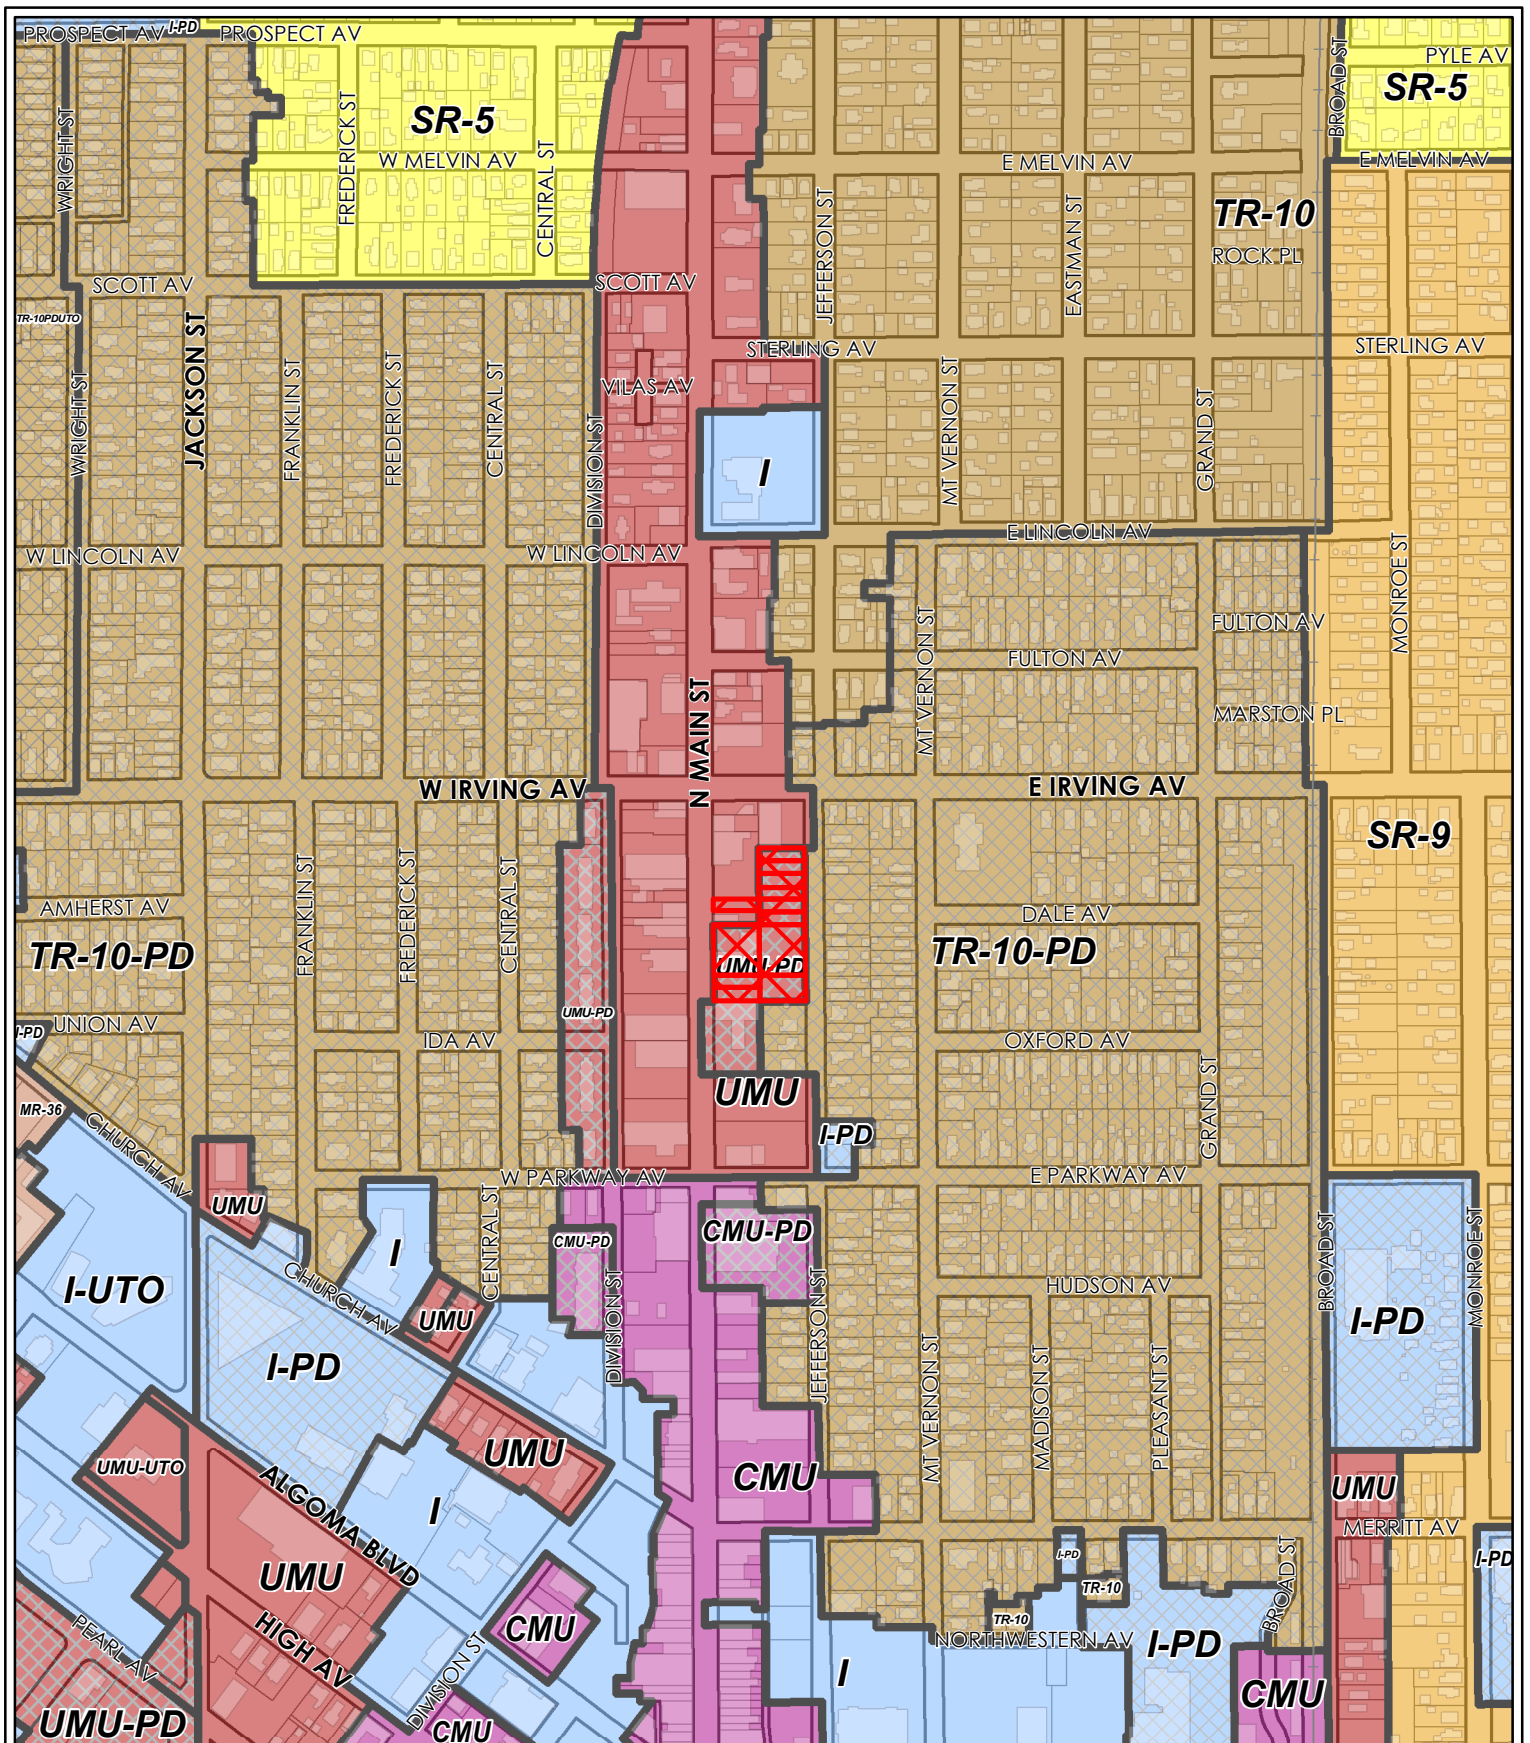 PROSPECT AV
I-PD
PROSPECT AV
PYLE AV
SR-5
BROAD ST
SR-5
FREDERICK ST
WRIGHT ST
W MELVIN AV
CENTRAL ST
E MELVIN AV
E MELVIN AV
TR-10
JEFFERSON ST
EASTMAN ST
ROCK PL
SCOTT AV
SCOTT AV
TR-10PDUTO
JACKSON ST
STERLING AV
STERLING AV
VILAS AV
WRIGHT ST
FRANKLIN ST
FREDERICK ST
CENTRAL ST
DIVISION ST
MT VERNON ST
GRAND ST
I
W LINCOLN AV
W LINCOLN AV
E LINCOLN AV
MONROE ST
FULTON AV
FULTON AV
MT VERNON ST
MARSTON PL
N MAIN ST
W IRVING AV
E IRVING AV
SR-9
FRANKLIN ST
FREDERICK ST
CENTRAL ST
AMHERST AV
DALE AV
TR-10-PD
TR-10-PD
UMU-PD
UMU-PD
UNION AV
I-PD
IDA AV
OXFORD AV
UMU
GRAND ST
MR-36
CHURCH AV
I-PD
W PARKWAY AV
E PARKWAY AV
UMU
CMU-PD
CMU-PD
I
CENTRAL ST
I-UTO
CHURCH AV
HUDSON AV
BROAD ST
MONROE ST
I-PD
UMU
DIVISION ST
JEFFERSON ST
I-PD
MT VERNON ST
MADISON ST
PLEASANT ST
UMU
UMU-UTO
CMU
UMU
ALGOMA BLVD
I
MERRITT AV
I-PD
I-PD
UMU
TR-10
BROAD ST
TR-10
CMU
PEARL AV
HIGH AV
DIVISION ST
NORTHWESTERN AV
I-PD
I
CMU
UMU-PD
CMU